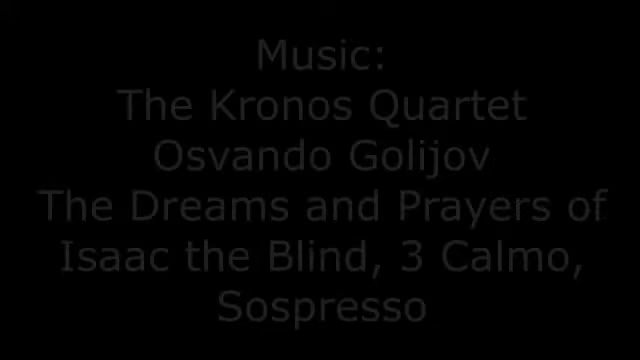 Music:
The Kronos Quartet
Osvando Golijov
The Dreams and Prayers of
Isaac the Blind, 3 Calmo,
Sospresso